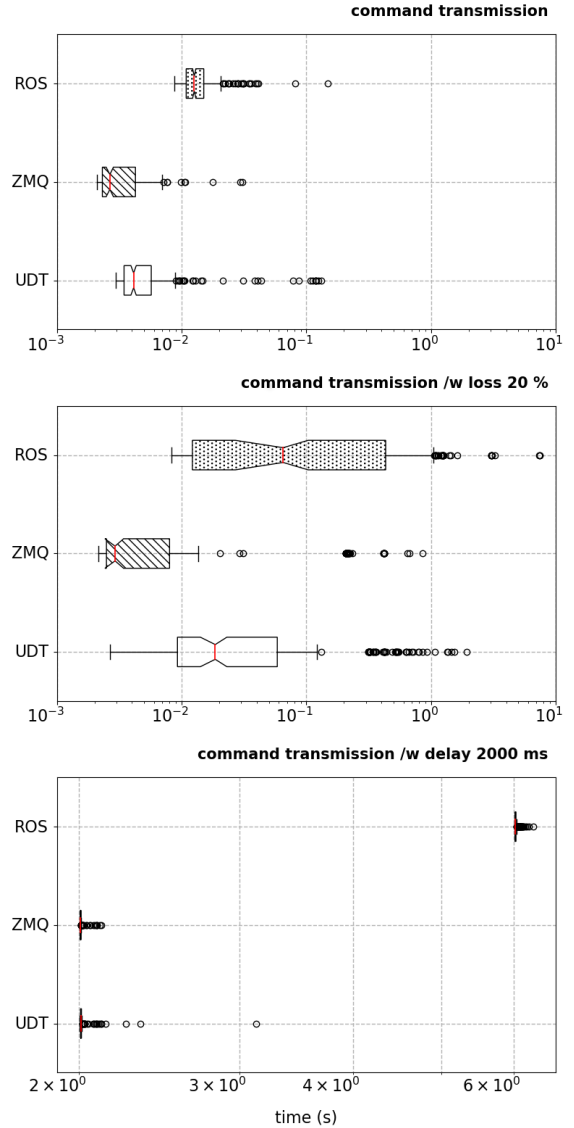 command transmission
ROS
ZMQ
UDT
10⁻³ 10⁻² 10⁻¹ 10⁰ 10¹
command transmission /w loss 20 %
ROS
ZMQ
UDT
10⁻³ 10⁻² 10⁻¹ 10⁰ 10¹
command transmission /w delay 2000 ms
ROS
ZMQ
UDT
2 × 10⁰ 3 × 10⁰ 4 × 10⁰ 6 × 10⁰
time (s)